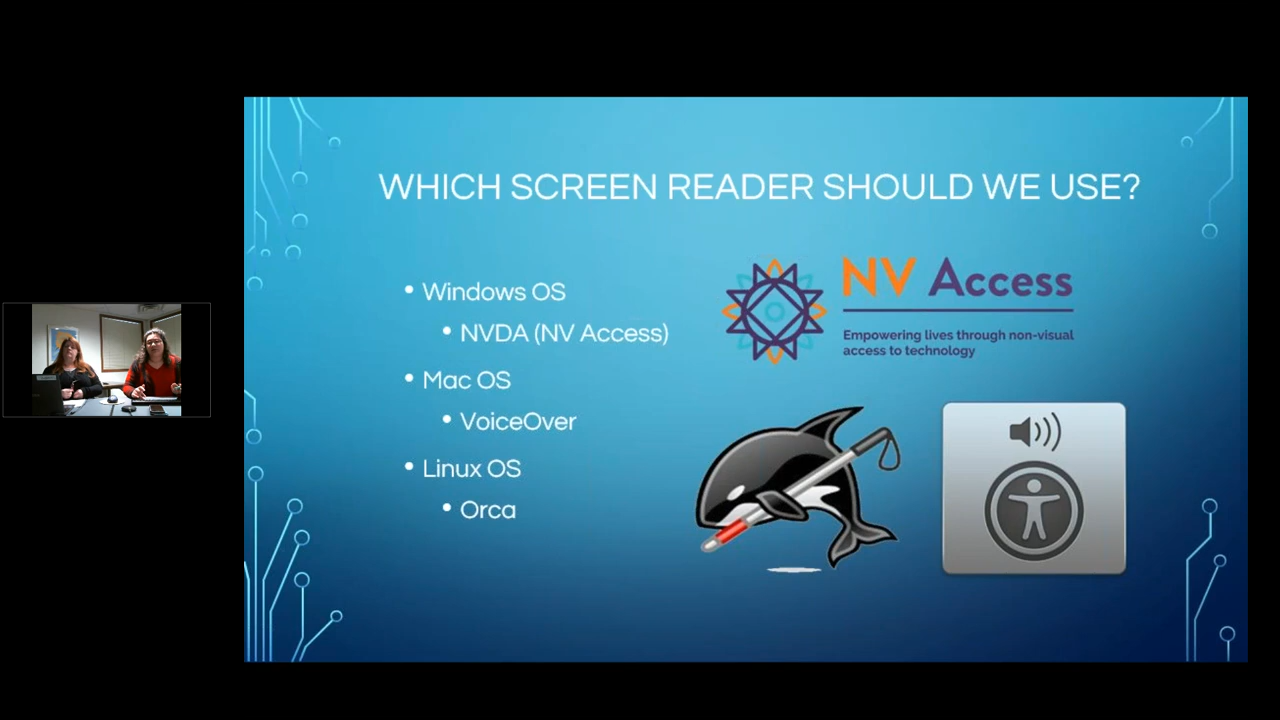 WHICH SCREEN READER SHOULD WE USE?
• Windows OS
• NVDA (NV Access)
• Mac OS
• VoiceOver
• Linux OS
• Orca
NV Access
Empowering lives through non-visual
access to technology